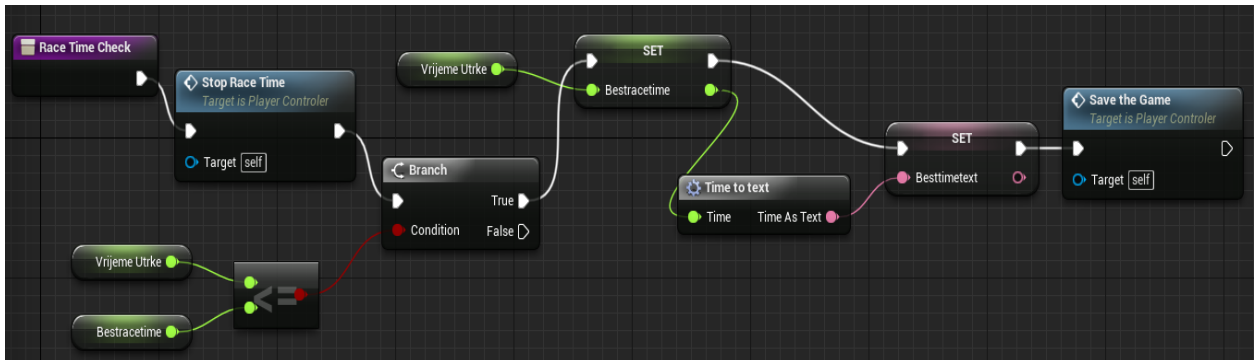 Race Time Check
Stop Race Time
Target is Player Controler
Target self
Vrijeme Utrke
Bestracetime
<=
Branch
True
Condition
False
Vrijeme Utrke
SET
Bestracetime
Time to text
Time
Time As Text
SET
Besttimetext
Save the Game
Target is Player Controler
Target self